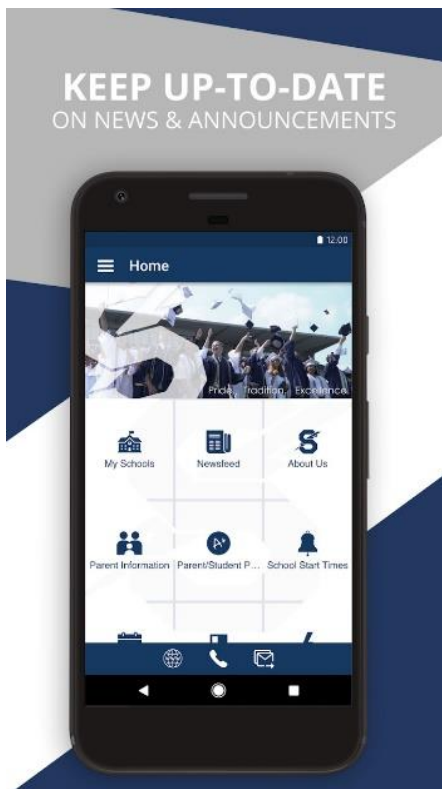 KEEP UP-TO-DATE
ON NEWS & ANNOUNCEMENTS
12:00
Home
Pride. Tradition. Excellence.
My Schools
Newsfeed
S
About Us
A+
Parent Information
Parent/Student P...
School Start Times